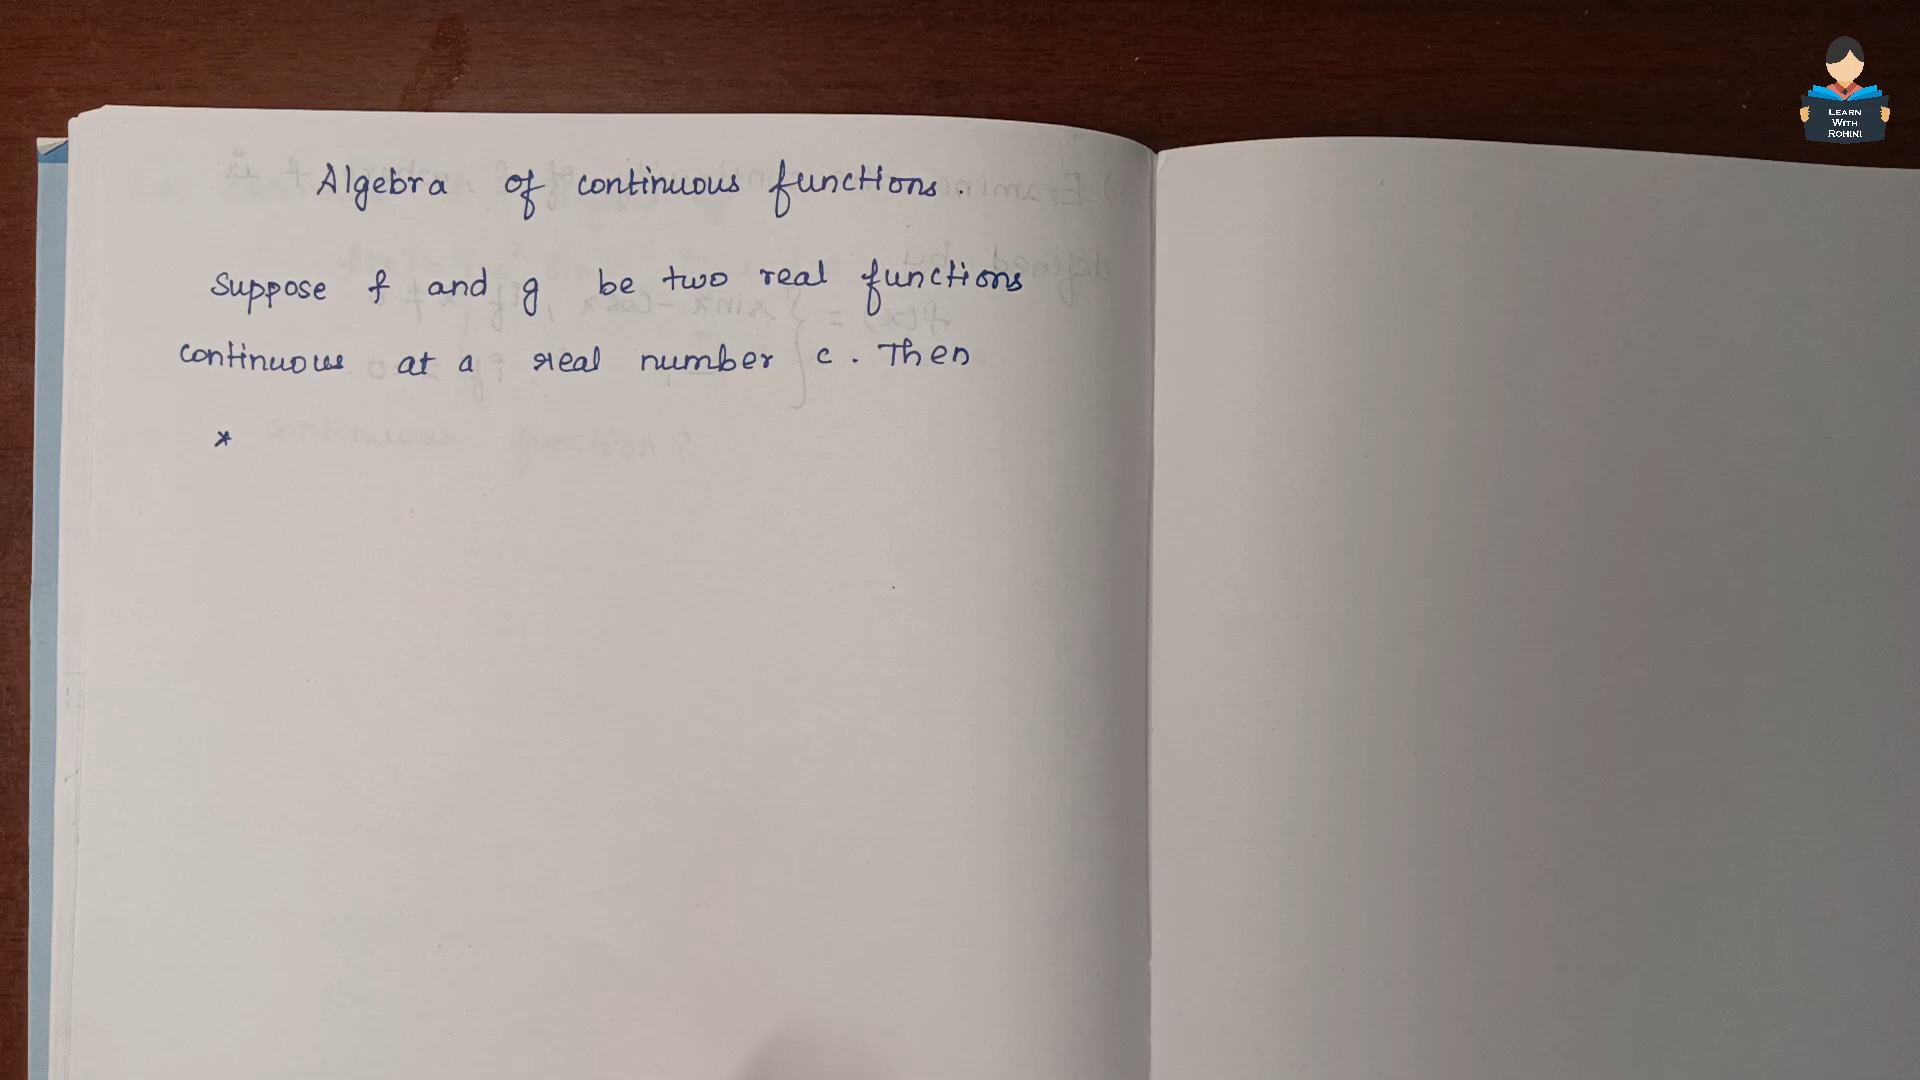 Algebra of continuous functions.
Suppose f and g be two real functions
continuous at a real number c. Then
*
LEARN
WITH
ROHINI